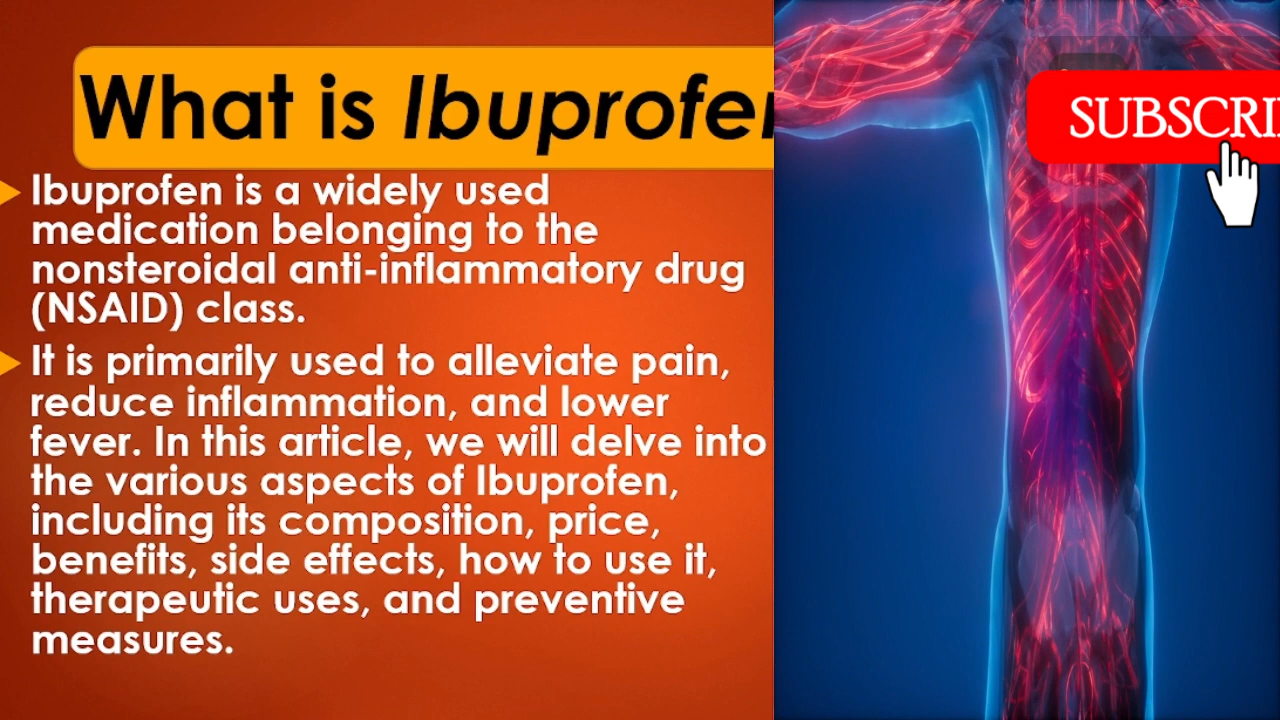 What is Ibuprofen
SUBSCRI
Ibuprofen is a widely used
medication belonging to the
nonsteroidal anti-inflammatory drug
(NSAID) class.
It is primarily used to alleviate pain,
reduce inflammation, and lower
fever. In this article, we will delve into
the various aspects of Ibuprofen,
including its composition, price,
benefits, side effects, how to use it,
therapeutic uses, and preventive
measures.